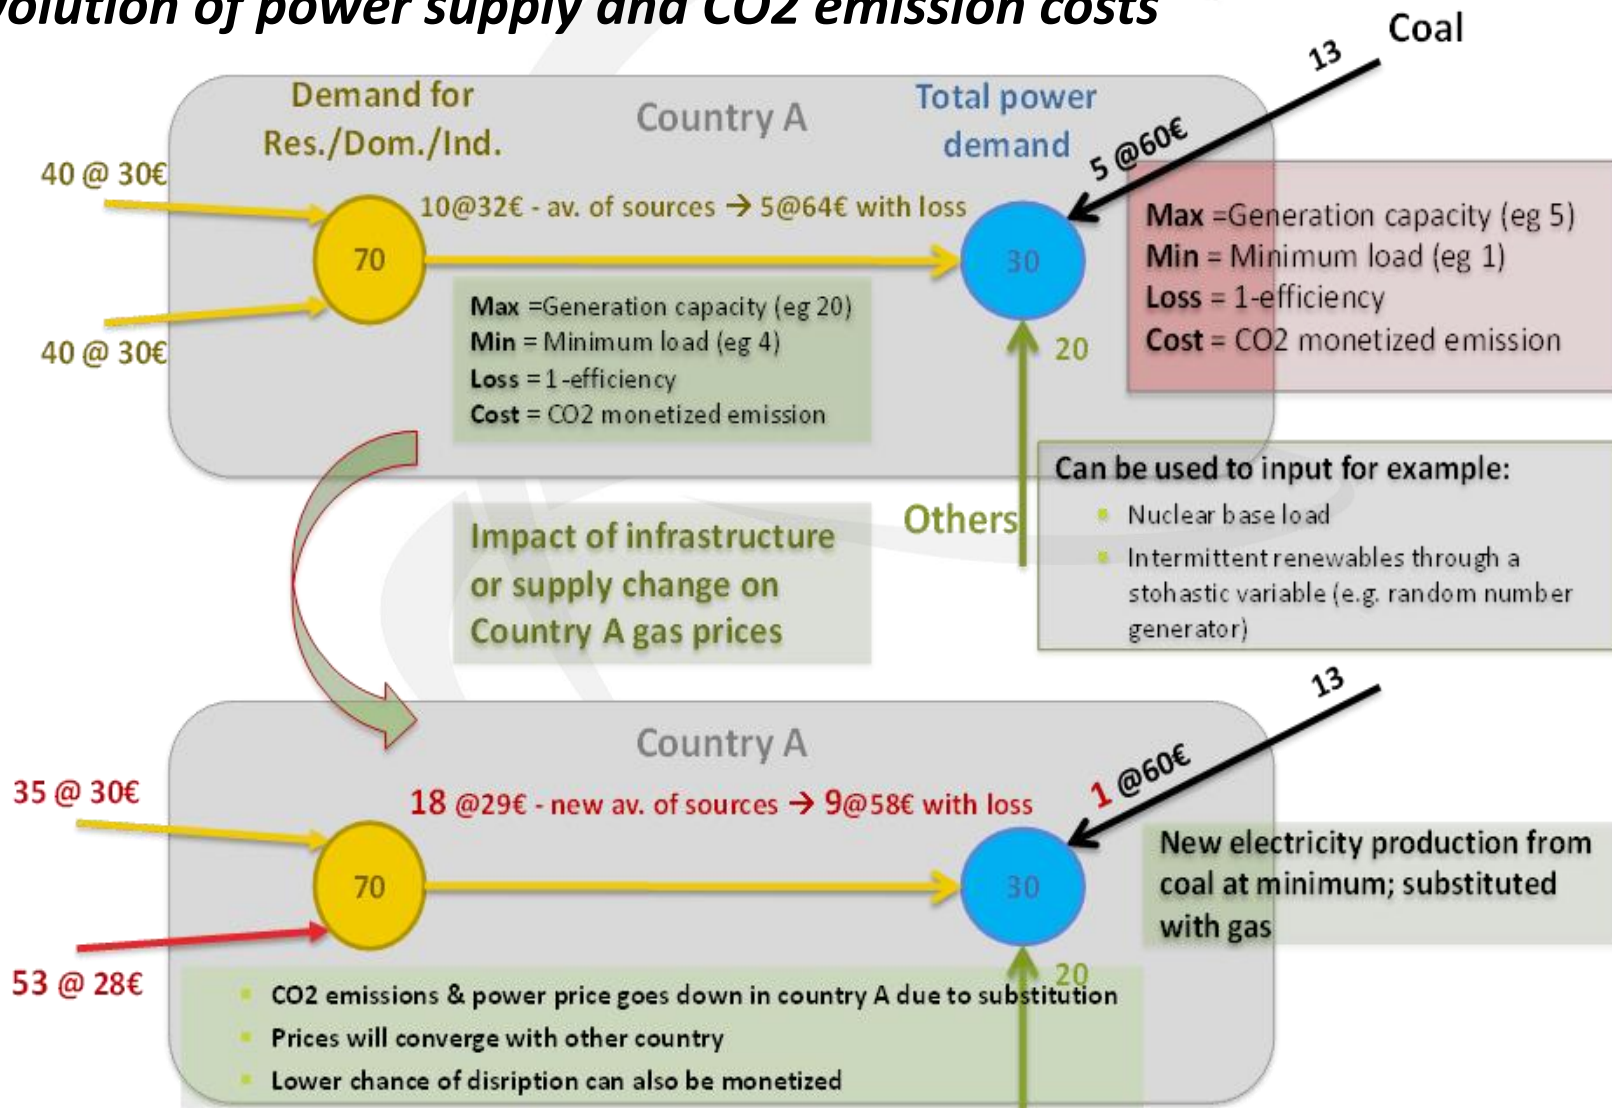 volution of power supply and CO2 emission costs
Coal
13
Demand for
Res./Dom./Ind.
Country A
Total power
demand
5 @60€
40 @ 30€
10@32€ - av. of sources → 5@64€ with loss
70
30
40 @ 30€
Max =Generation capacity (eg 20)
Min = Minimum load (eg 4)
Loss =1-efficiency
Cost = CO2 monetized emission
20
Max =Generation capacity (eg 5)
Min = Minimum load (eg 1)
Loss = 1-efficiency
Cost = CO2 monetized emission
Impact of infrastructure
or supply change on
Country A gas prices
Others
Can be used to input for example:
Nuclear base load
Intermittent renewables through a
stohastic variable (e.g. random number
generator)
13
Country A
1 @60€
35 @ 30€
18 @29€ - new av. of sources → 9@58€ with loss
70
30
53 @ 28€
New electricity production from
coal at minimum; substituted
with gas
20
CO2 emissions & power price goes down in country A due to substitution
Prices will converge with other country
Lower chance of disription can also be monetized